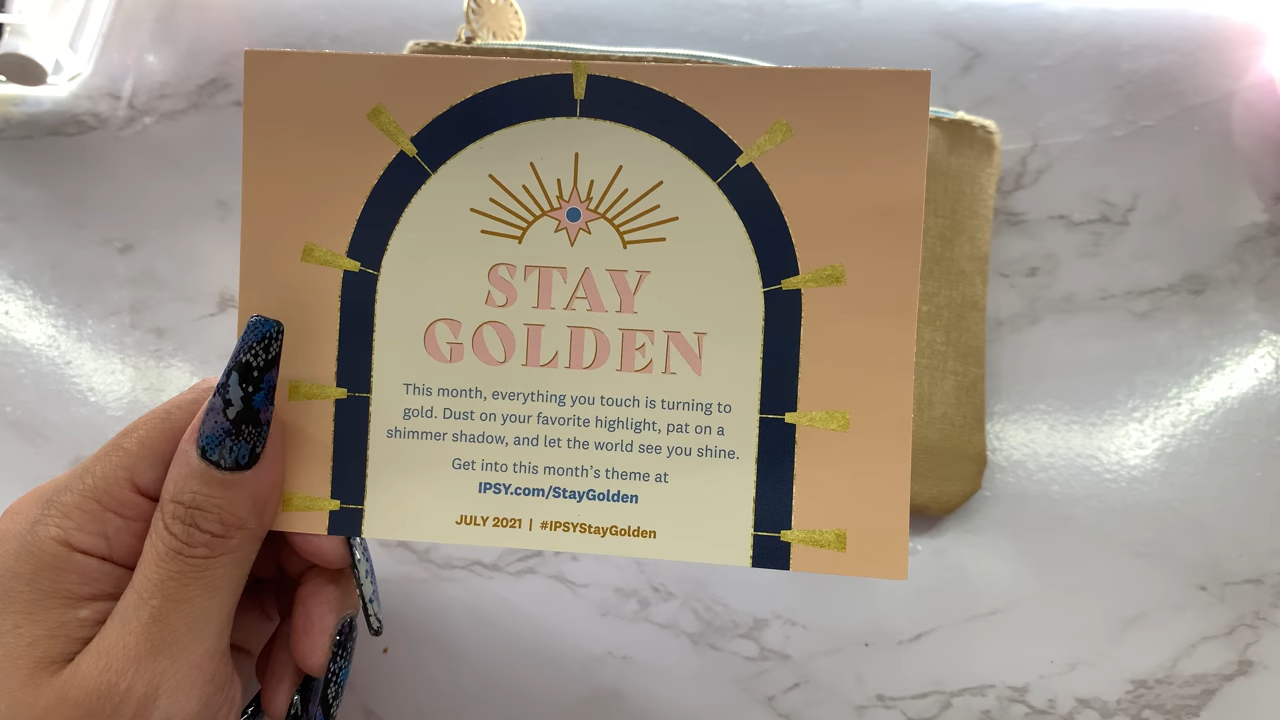 STAY
GOLDEN
This month, everything you touch is turning to
gold. Dust on your favorite highlight, pat on a
shimmer shadow, and let the world see you shine.
Get into this month's theme at
IPSY.com/StayGolden
JULY 2021 | #IPSYStayGolden